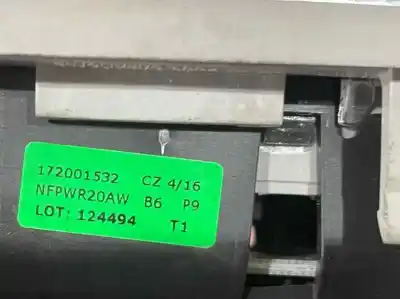 172001532 CZ 4/16
NFPWR20AW B6 P9
LOT: 124494 T1